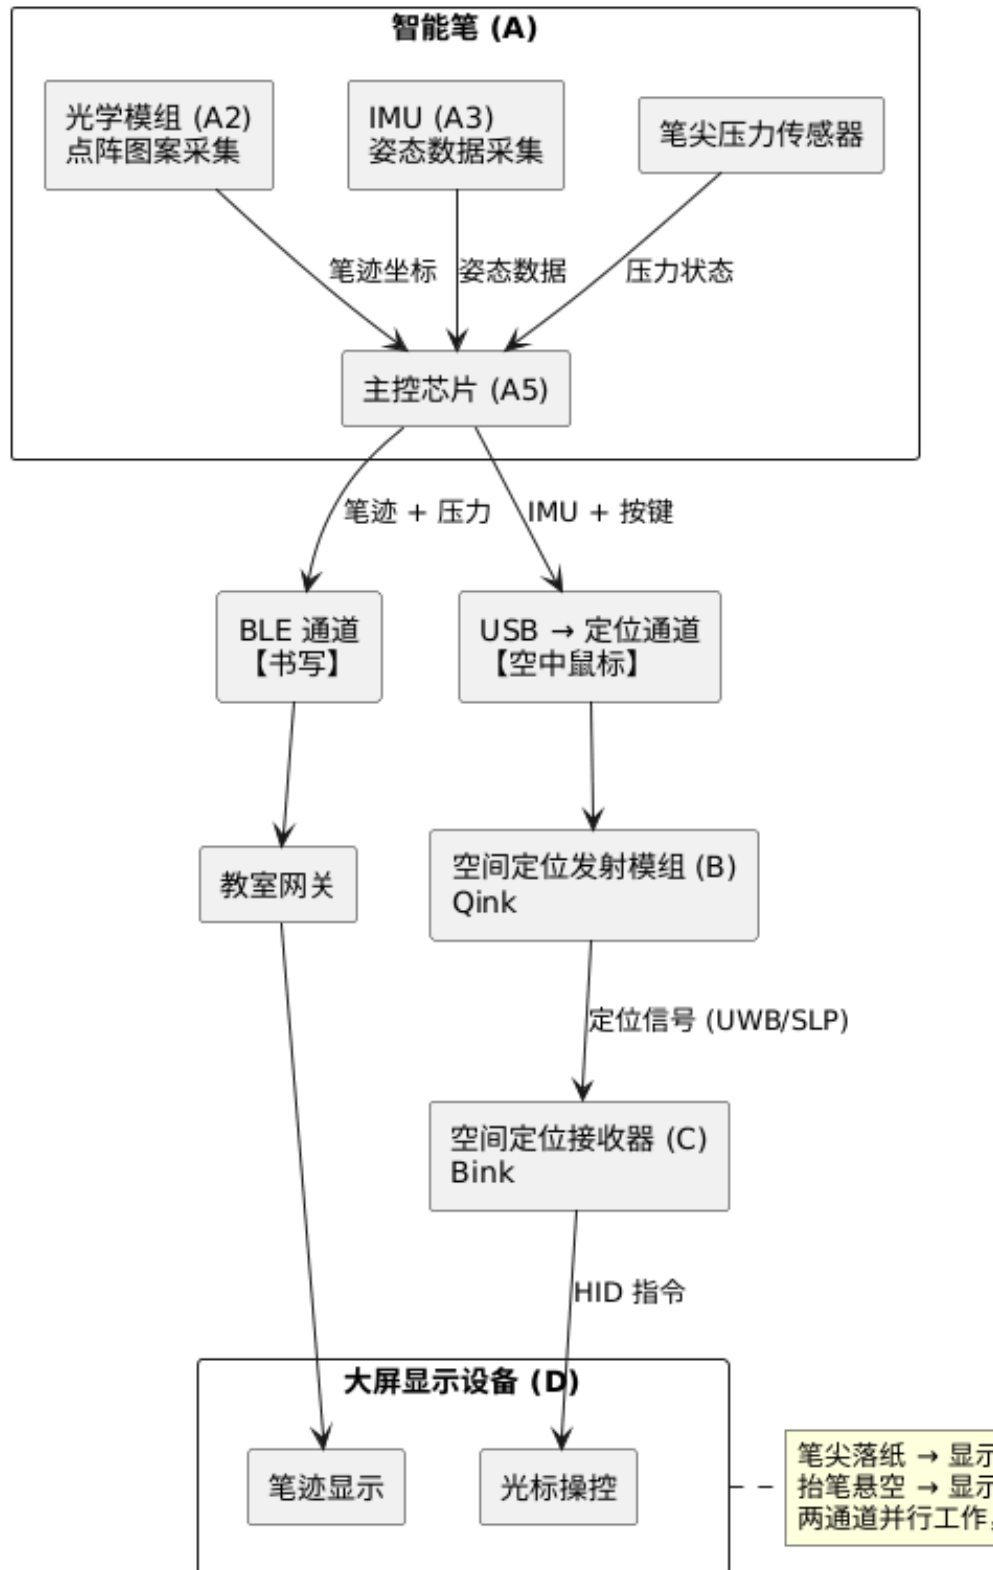 智能笔 (A)
光学模组 (A2)
点阵图案采集
IMU (A3)
姿态数据采集
笔尖压力传感器
笔迹坐标
姿态数据
压力状态
主控芯片 (A5)
笔迹 + 压力
IMU + 按键
BLE 通道
【书写】
USB → 定位通道
【空中鼠标】
空间定位发射模组 (B)
Qink
教室网关
定位信号 (UWB/SLP)
空间定位接收器 (C)
Bink
HID 指令
大屏显示设备 (D)
笔迹显示
光标操控
笔尖落纸 → 显示
抬笔悬空 → 显示
两通道并行工作，